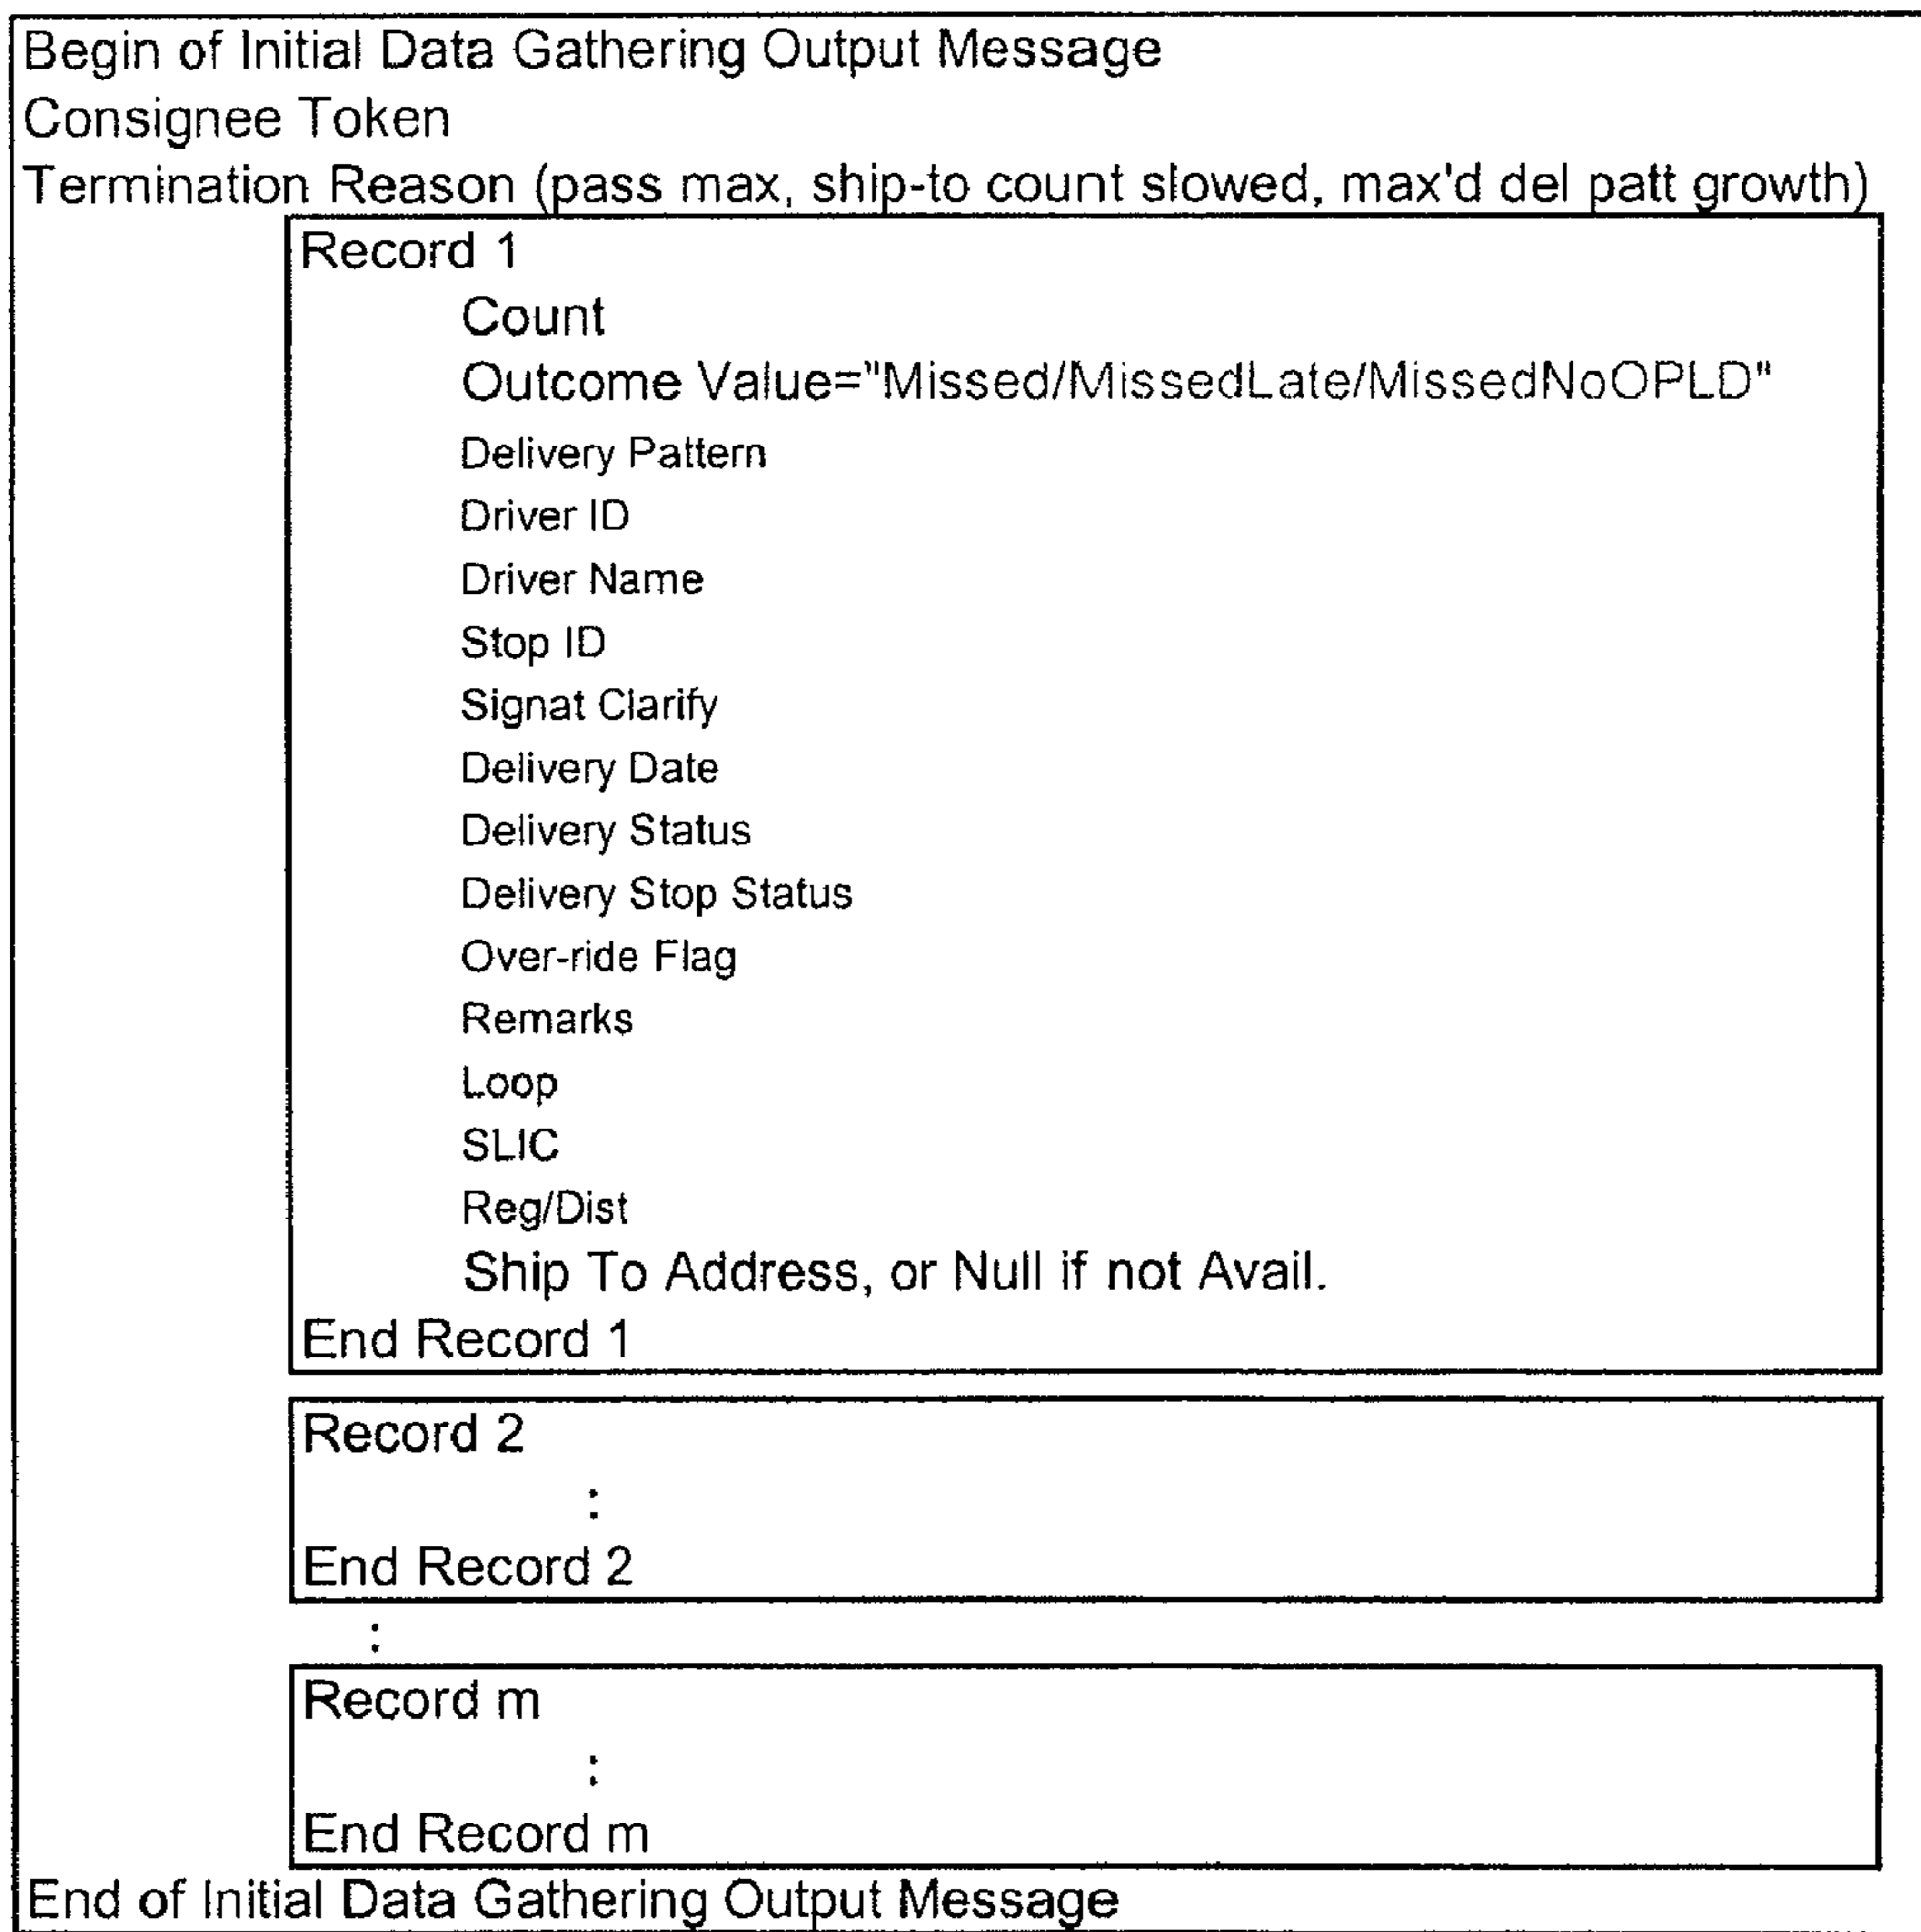 Begin of Initial Data Gathering Output Message
Consignee Token
Termination Reason (pass max, ship-to count slowed, max'd del patt growth)
Record 1
Count
Outcome Value="Missed/MissedLate/MissedNoOPLD"
Delivery Pattern
Driver ID
Driver Name
Stop ID
Signat Clarify
Delivery Date
Delivery Status
Delivery Stop Status
Over-ride Flag
Remarks
Loop
SLIC
Reg/Dist
Ship To Address, or Null if not Avail.
End Record 1
Record 2
:
End Record 2
:
Record m
:
End Record m
End of Initial Data Gathering Output Message